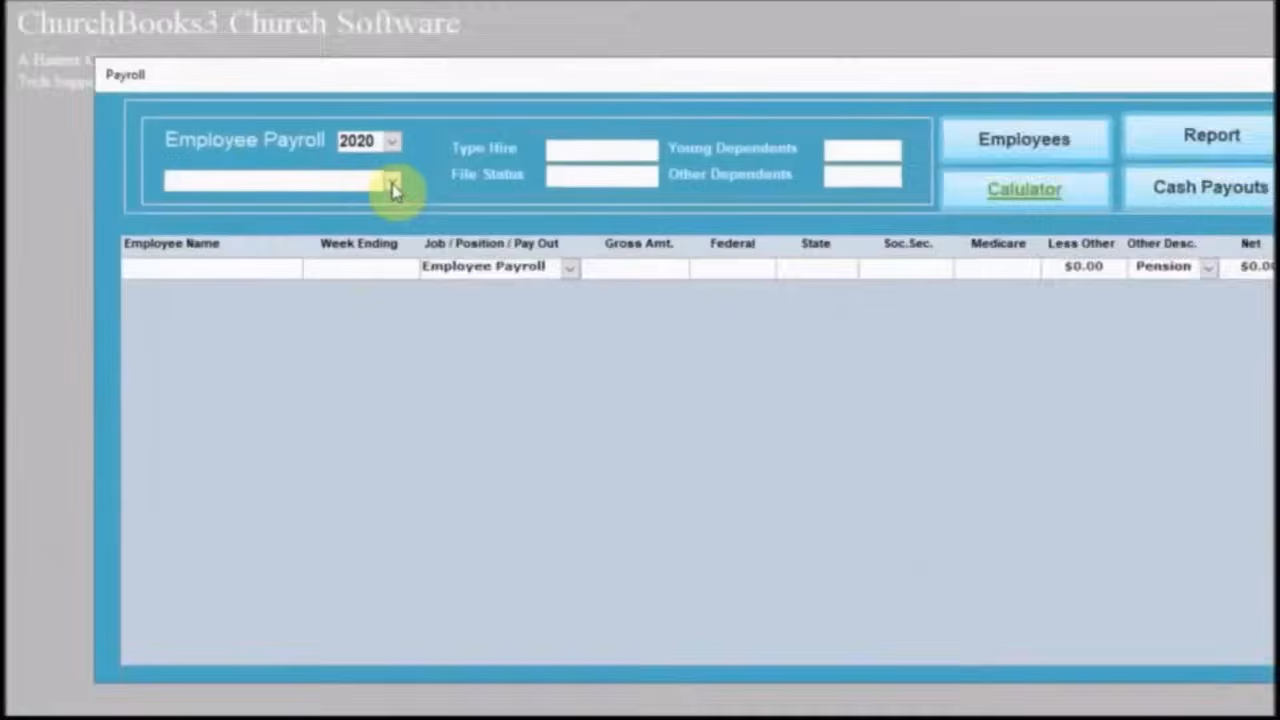 ChurchBooks3 Church Software
Tech
Payroll
Employee Payroll 2020
Type Hire
Young Dependents
File Status
Other Dependents
Employees
Report
Calulator
Cash Payouts
Employee Name Week Ending Job / Position / Pay Out Gross Amt. Federal State Soc.Sec. Medicare Less Other Other Desc. Net
Employee Payroll $0.00 Pension